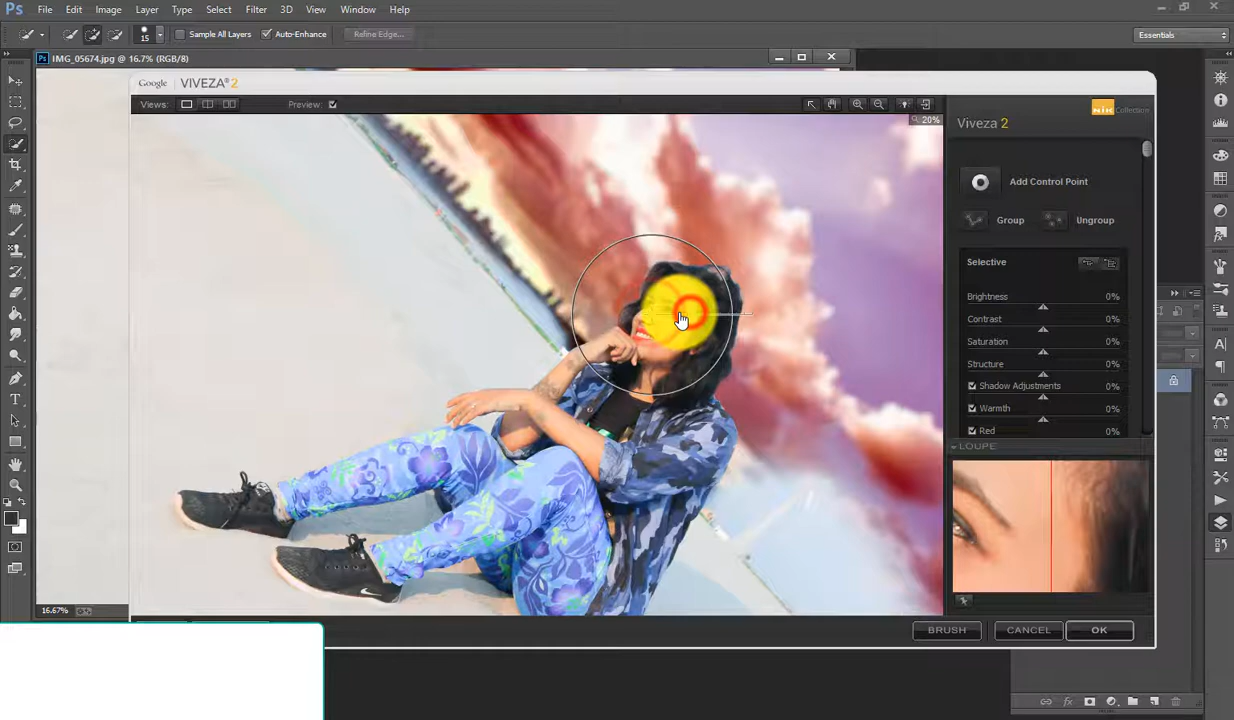 Ps File Edit Image Layer Type Select Filter 3D View Window Help
15 Sample All Layers Auto-Enhance Refine Edge... Essentials
Ps IMG_05674.jpg @ 16.7% (RGB/8)
Google VIVEZA® 2
Views: Preview: 20%
nik Collection
Viveza 2
Add Control Point
Group Ungroup
Selective
Brightness 0%
Contrast 0%
Saturation 0%
Structure 0%
Shadow Adjustments 0%
Warmth 0%
Red 0%
LOUPE
16.67%
BRUSH CANCEL OK